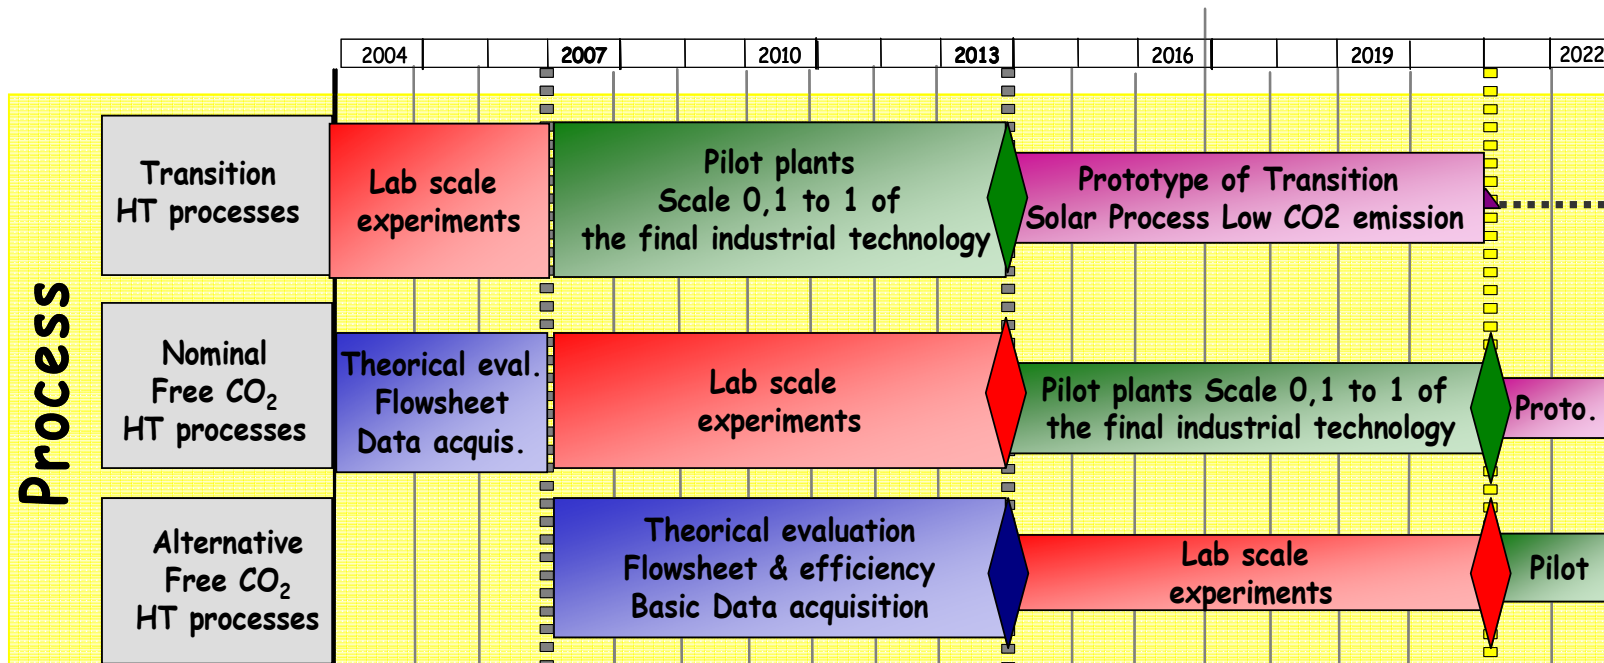 2004 2007 2010 2013 2016 2019 2022
Process
Transition
HT processes
Lab scale
experiments
Pilot plants
Scale 0,1 to 1 of
the final industrial technology
Prototype of Transition
Solar Process Low CO2 emission
Nominal
Free CO₂
HT processes
Theorical eval.
Flowsheet
Data acquis.
Lab scale
experiments
Pilot plants Scale 0,1 to 1 of
the final industrial technology
Proto.
Alternative
Free CO₂
HT processes
Theorical evaluation
Flowsheet & efficiency
Basic Data acquisition
Lab scale
experiments
Pilot